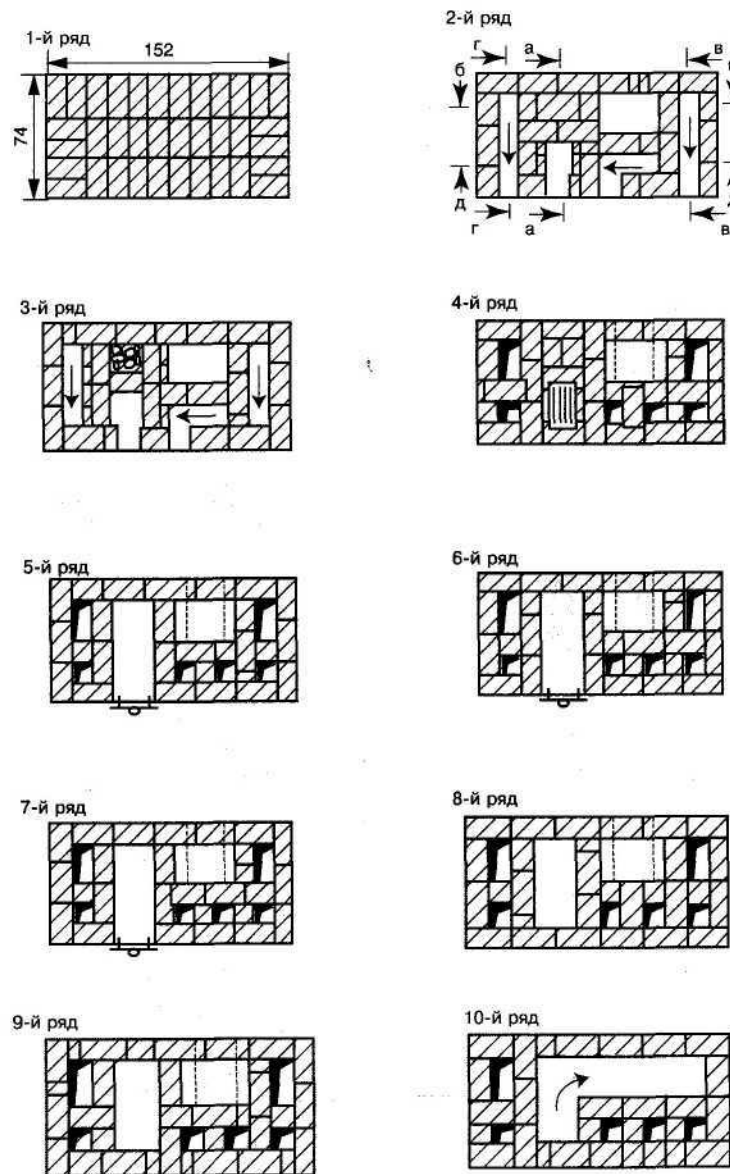 1-й ряд
152
74
2-й ряд
г а в
б
д
г а в
3-й ряд
4-й ряд
5-й ряд
6-й ряд
7-й ряд
8-й ряд
9-й ряд
10-й ряд